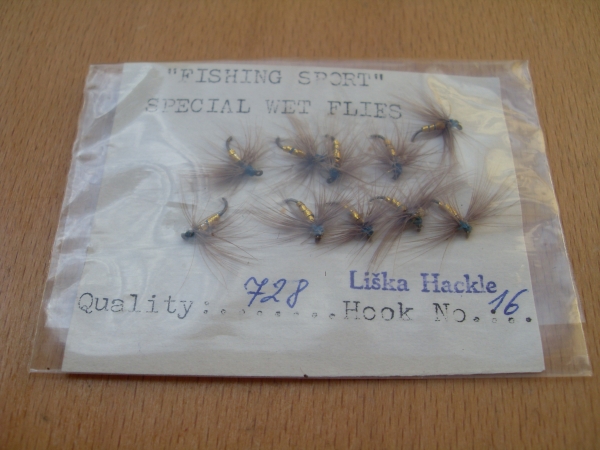 "FISHING SPORT"
SPECIAL WET FLIES
Liška Hackle
Quality:........728 Hook No....16